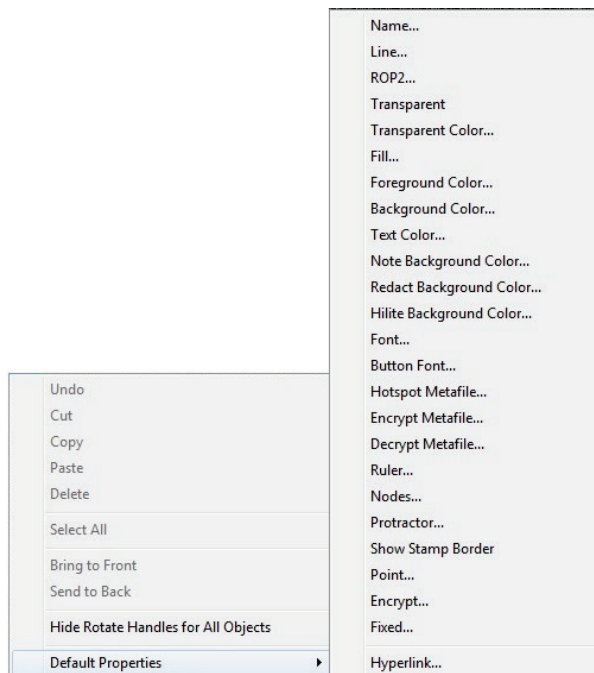 Name...
Line...
ROP2...
Transparent
Transparent Color...
Fill...
Foreground Color...
Background Color...
Text Color...
Note Background Color...
Redact Background Color...
Hilite Background Color...
Font...
Button Font...
Hotspot Metafile...
Encrypt Metafile...
Decrypt Metafile...
Ruler...
Nodes...
Protractor...
Show Stamp Border
Point...
Encrypt...
Fixed...
Hyperlink...
Undo
Cut
Copy
Paste
Delete
Select All
Bring to Front
Send to Back
Hide Rotate Handles for All Objects
Default Properties